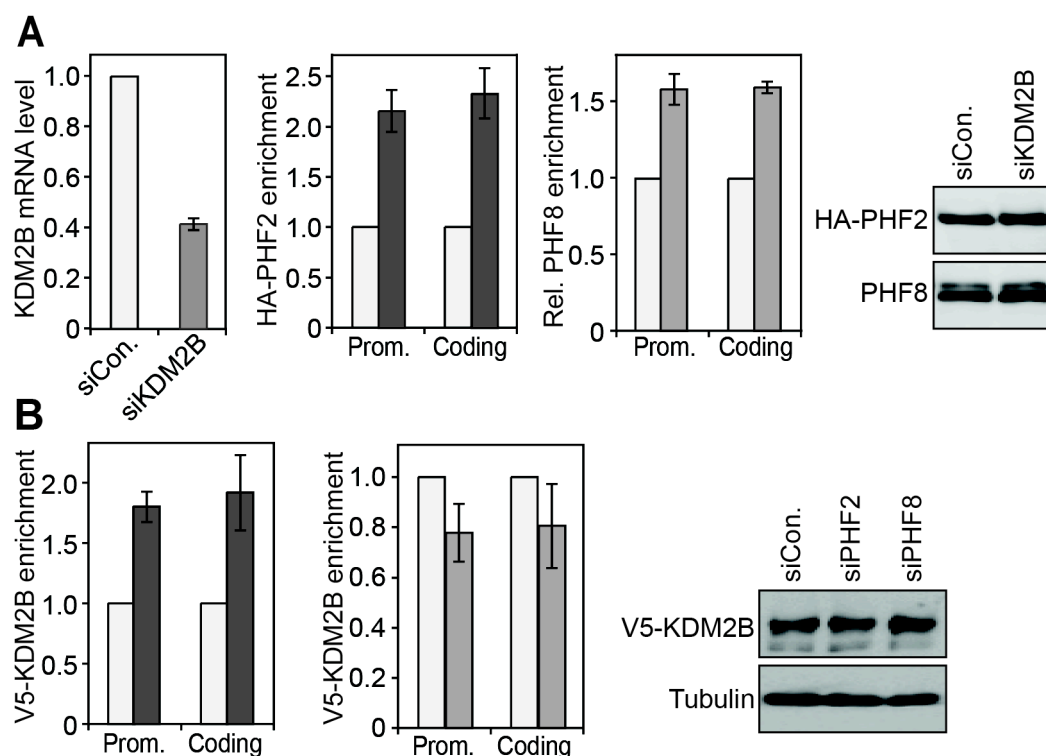 A
KDM2B mRNA level
1.0
0.8
0.6
0.4
0.2
0
siCon.
siKDM2B
HA-PHF2 enrichment
2.5
2.0
1.5
1.0
0.5
0
Prom. Coding
Rel. PHF8 enrichment
1.5
1.0
0.5
0
Prom. Coding
siCon.
siKDM2B
HA-PHF2
PHF8
B
V5-KDM2B enrichment
2.0
1.0
1.0
0
Prom. Coding
V5-KDM2B enrichment
1.0
0.8
0.6
0.4
0.2
0
Prom. Coding
siCon.
siPHF2
siPHF8
V5-KDM2B
Tubulin